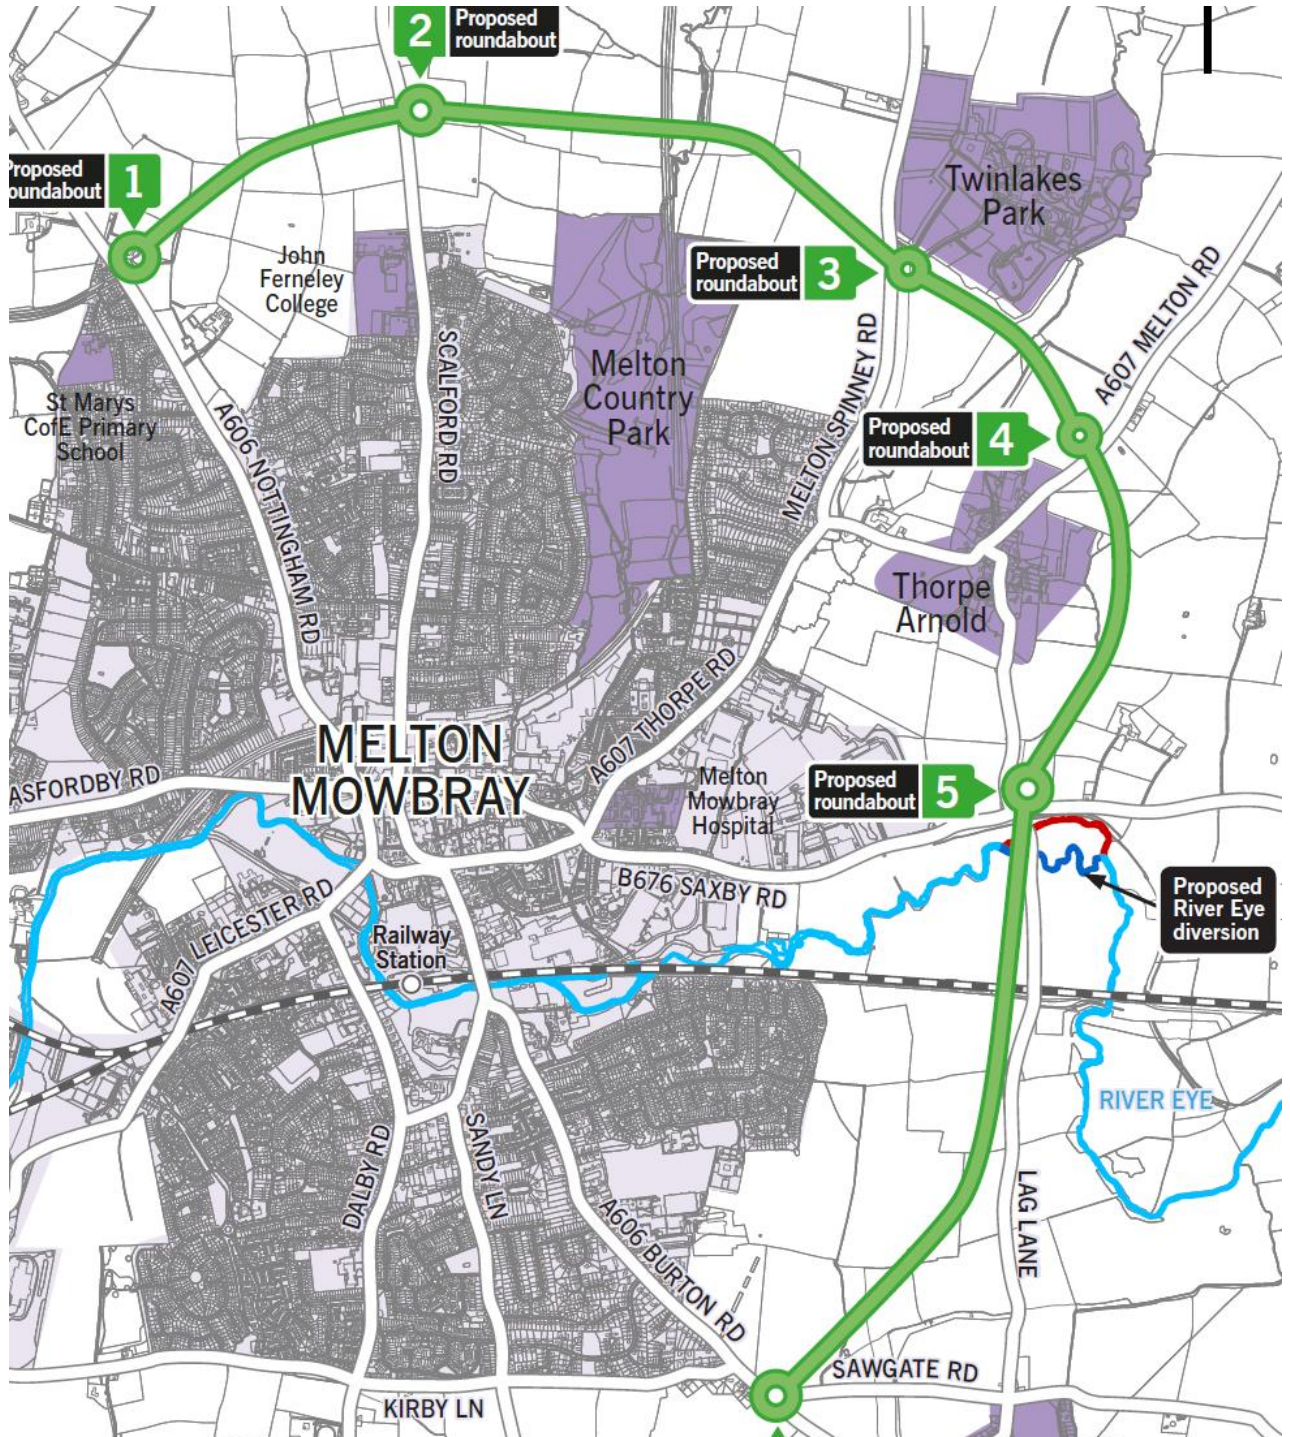 2
Proposed
roundabout
Proposed
oundabout
1
Twinlakes
Park
John
Ferneley
College
Proposed
roundabout
3
A607 MELTON RD
SCALFORD RD
Melton
Country
Park
MELTON SPINNEY RD
St Marys
CofE Primary
School
A606 NOTTINGHAM RD
Proposed
roundabout
4
Thorpe
Arnold
A607 THORPE RD
MELTON
MOWBRAY
ASFORDBY RD
Melton
Mowbray
Hospital
Proposed
roundabout
5
B676 SAXBY RD
Proposed
River Eye
diversion
A607 LEICESTER RD
Railway
Station
RIVER EYE
DALBY RD
SANDY LN
A606 BURTON RD
LAG LANE
SAWGATE RD
KIRBY LN